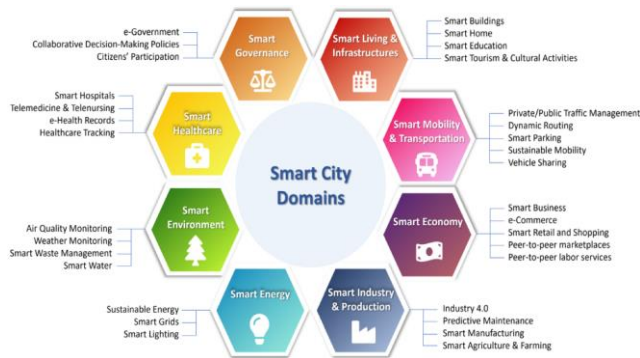 e-Government
Collaborative Decision-Making Policies
Citizens' Participation
Smart
Governance
Smart Living &
Infrastructures
Smart Buildings
Smart Home
Smart Education
Smart Tourism & Cultural Activities
Smart Hospitals
Telemedicine & Telenursing
e-Health Records
Healthcare Tracking
Smart
Healthcare
Smart Mobility
& Transportation
Private/Public Traffic Management
Dynamic Routing
Smart Parking
Sustainable Mobility
Vehicle Sharing
Smart City
Domains
Air Quality Monitoring
Weather Monitoring
Smart Waste Management
Smart Water
Smart
Environment
Smart Economy
Smart Business
e-Commerce
Smart Retail and Shopping
Peer-to-peer marketplaces
Peer-to-peer labor services
Sustainable Energy
Smart Grids
Smart Lighting
Smart Energy
Smart Industry
& Production
Industry 4.0
Predictive Maintenance
Smart Manufacturing
Smart Agriculture & Farming